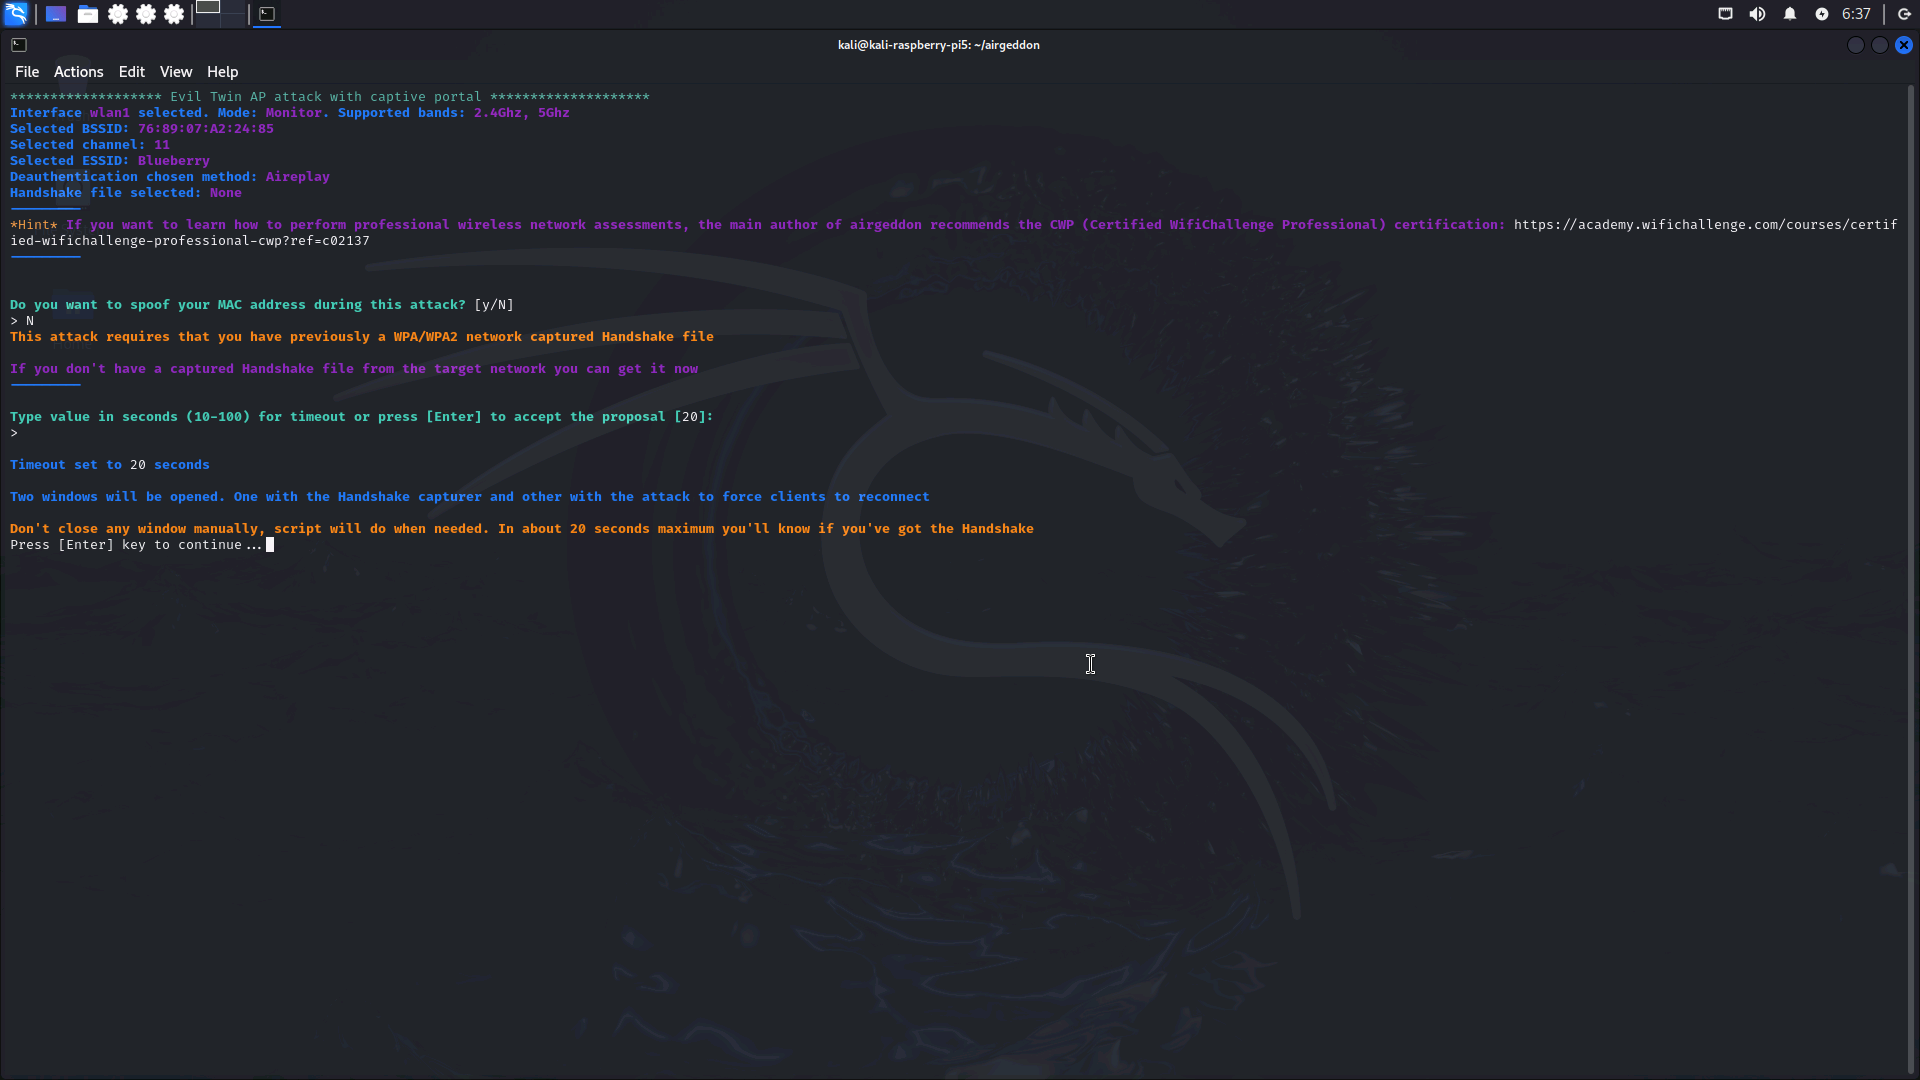 6:37
kali@kali-raspberry-pi5: ~/airgeddon
File Actions Edit View Help
******************* Evil Twin AP attack with captive portal ********************
Interface wlan1 selected. Mode: Monitor. Supported bands: 2.4Ghz, 5Ghz
Selected BSSID: 76:89:07:A2:24:85
Selected channel: 11
Selected ESSID: Blueberry
Deauthentication chosen method: Aireplay
Handshake file selected: None
*Hint* If you want to learn how to perform professional wireless network assessments, the main author of airgeddon recommends the CWP (Certified WifiChallenge Professional) certification: https://academy.wifichallenge.com/courses/certif
ied-wifichallenge-professional-cwp?ref=c02137
Do you want to spoof your MAC address during this attack? [y/N]
> N
This attack requires that you have previously a WPA/WPA2 network captured Handshake file
If you don't have a captured Handshake file from the target network you can get it now
Type value in seconds (10-100) for timeout or press [Enter] to accept the proposal [20]:
>
Timeout set to 20 seconds
Two windows will be opened. One with the Handshake capturer and other with the attack to force clients to reconnect
Don't close any window manually, script will do when needed. In about 20 seconds maximum you'll know if you've got the Handshake
Press [Enter] key to continue...